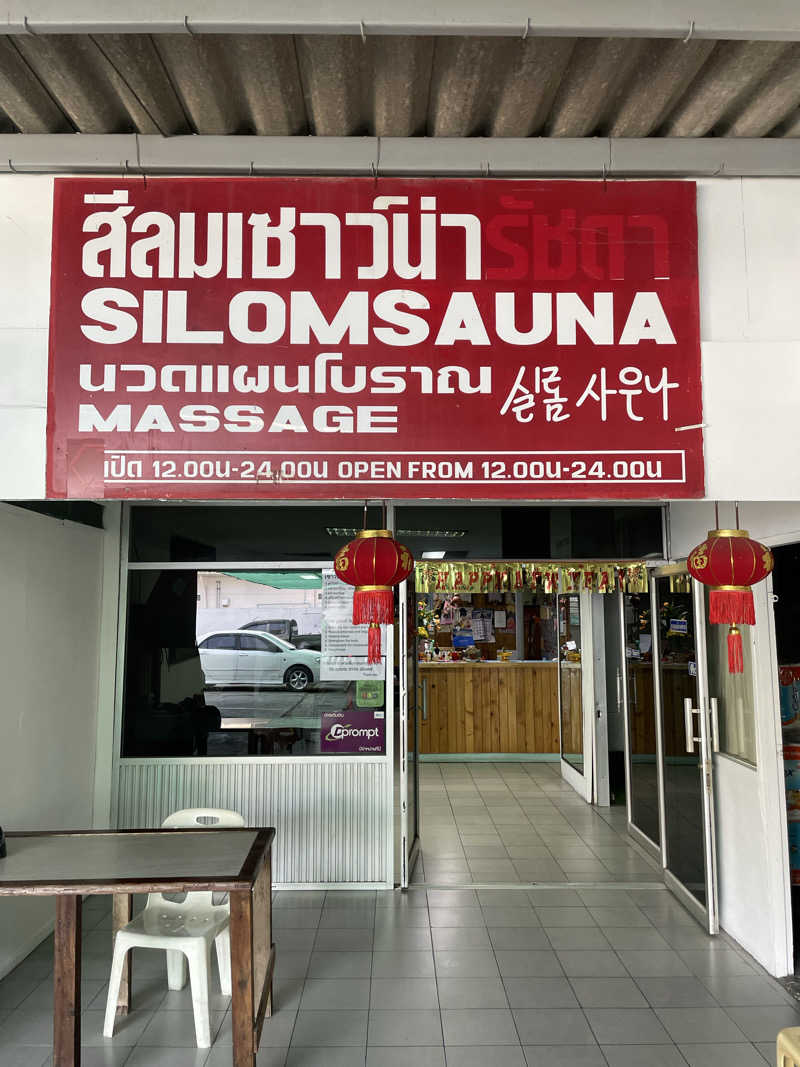 สีลมเซาว์น่า รัชดา
SILOMSAUNA
นวดแผนโบราณ 실롬 사우나
MASSAGE
เปิด 12.00น-24.00น OPEN FROM 12.00น-24.00น
Qprompt